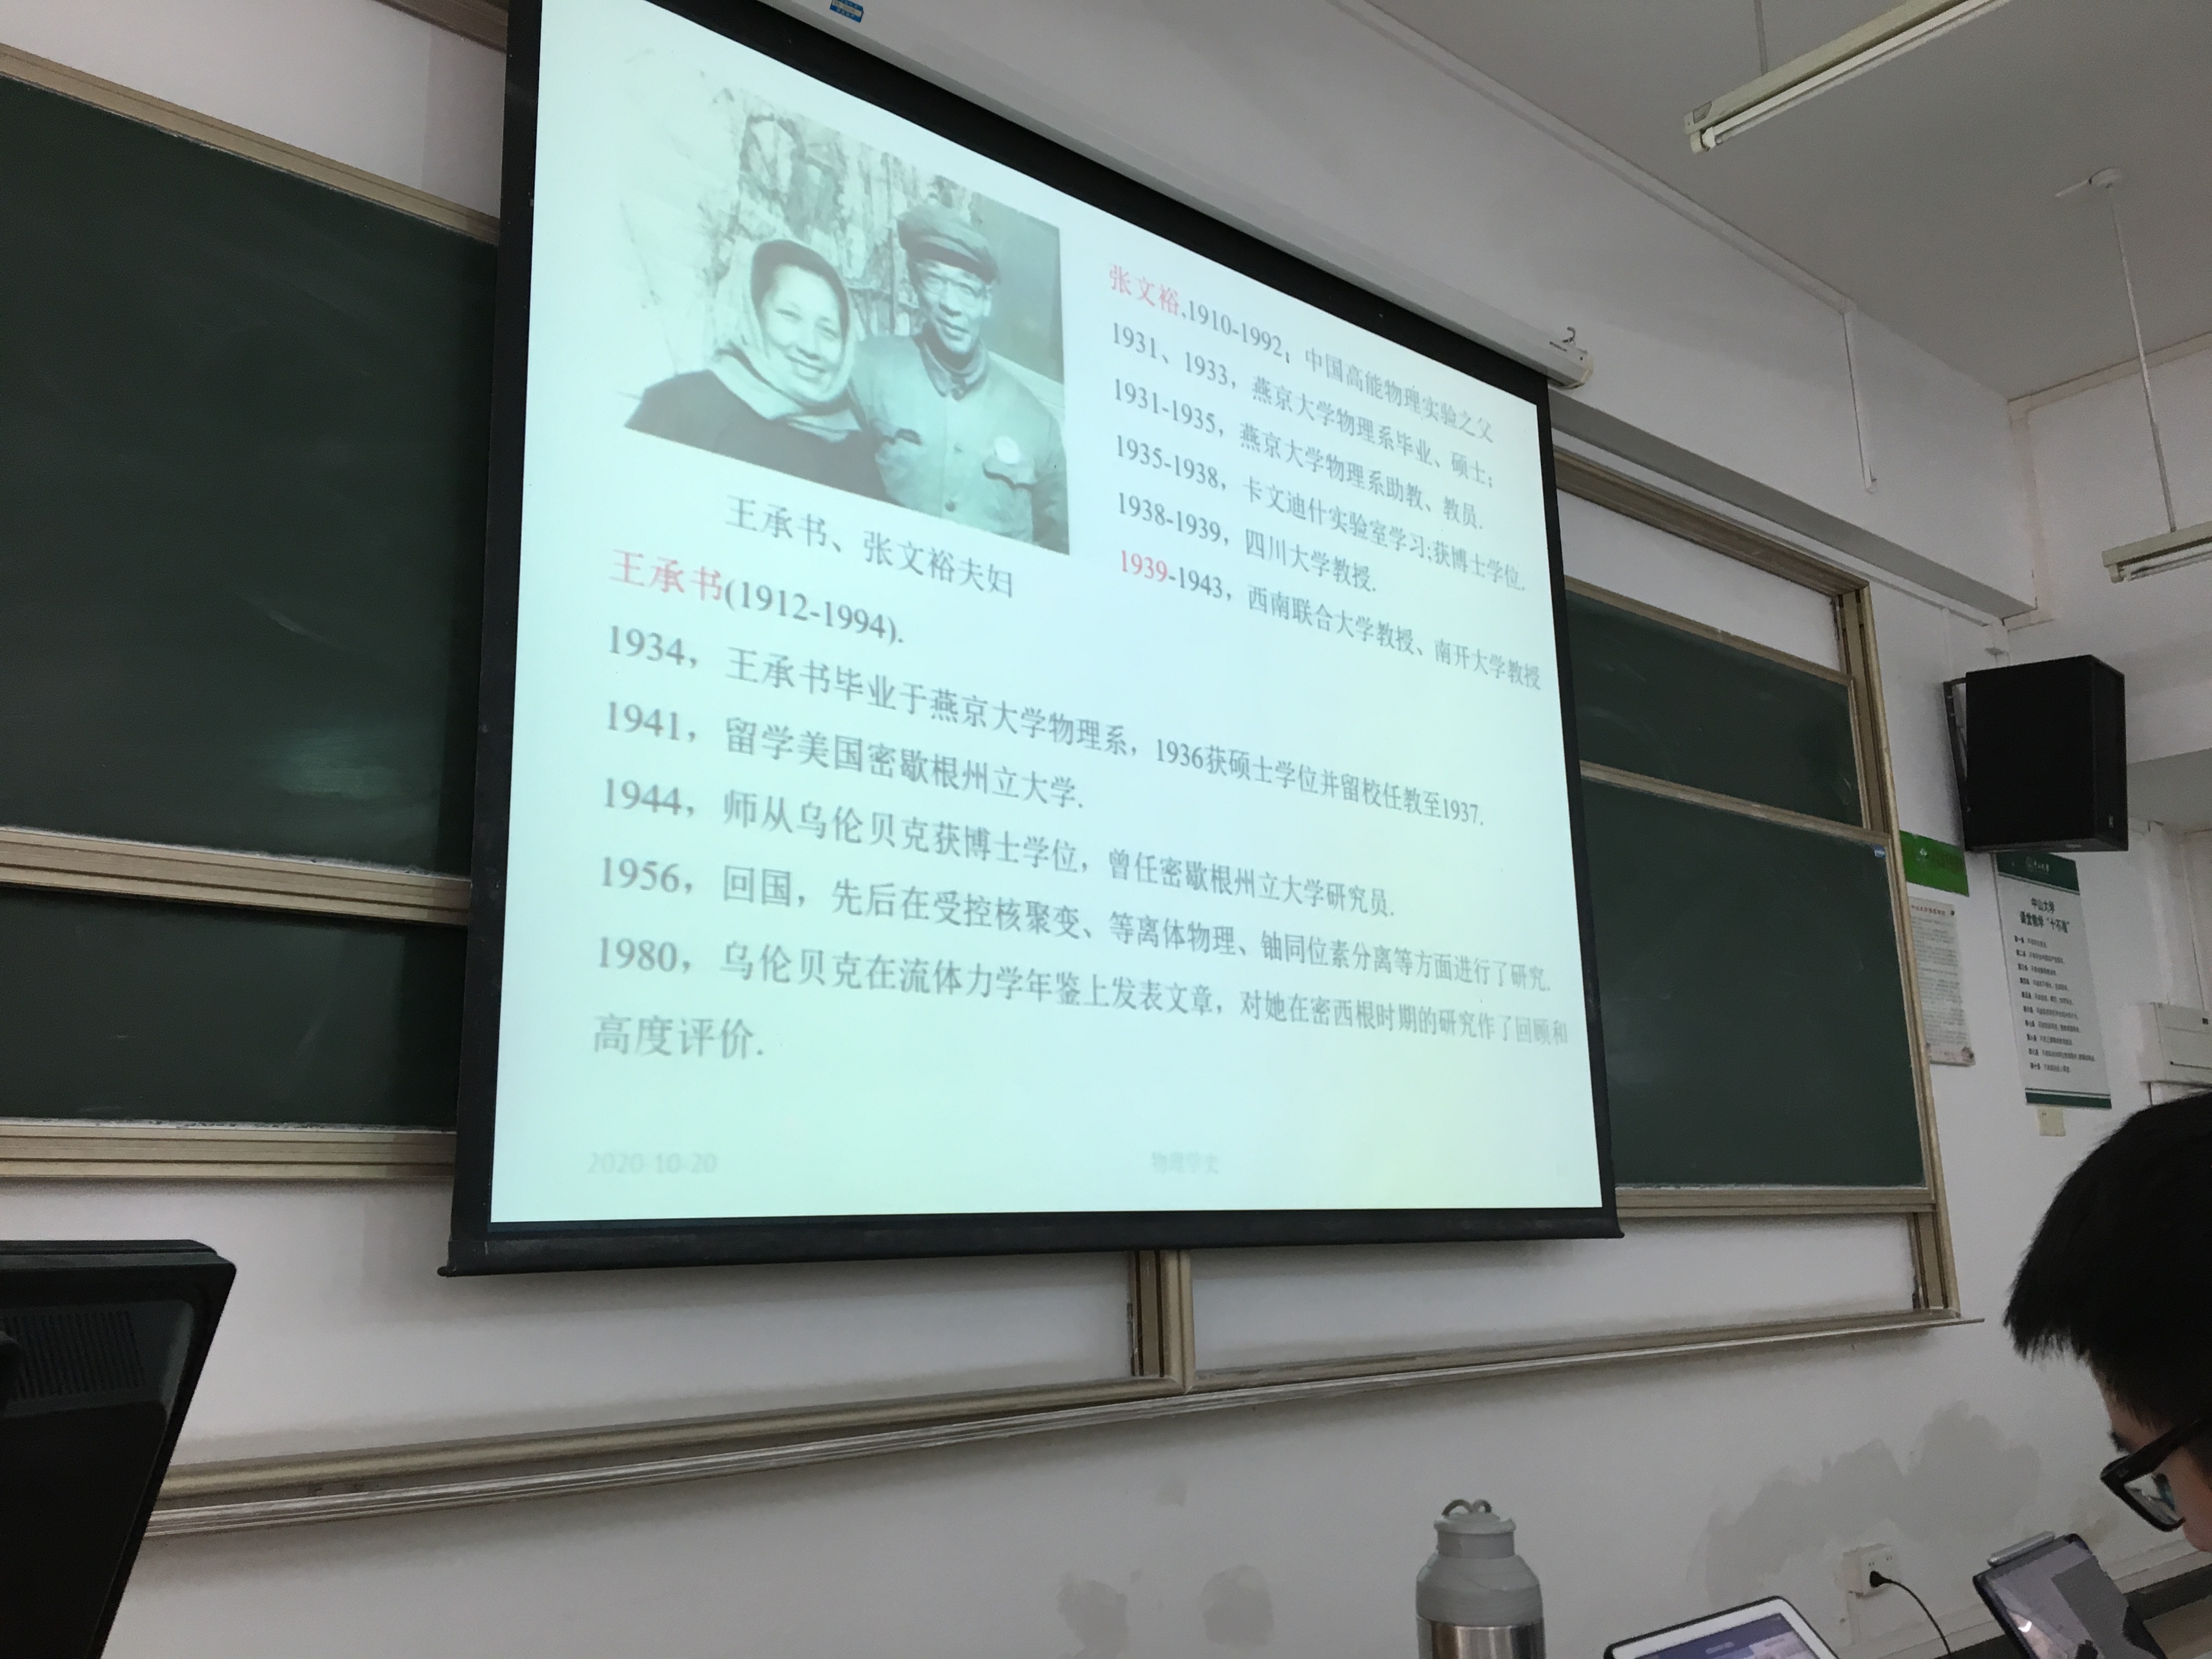 张文裕,1910-1992；中国高能物理实验之父
1931、1933，燕京大学物理系毕业、硕士；
1931-1935，燕京大学物理系助教、教员.
1935-1938，卡文迪什实验室学习;获博士学位.
1938-1939，四川大学教授.
1939-1943，西南联合大学教授、南开大学教授
王承书、张文裕夫妇
王承书(1912-1994).
1934，王承书毕业于燕京大学物理系，1936获硕士学位并留校任教至1937.
1941，留学美国密歇根州立大学.
1944，师从乌伦贝克获博士学位，曾任密歇根州立大学研究员.
1956，回国，先后在受控核聚变、等离体物理、铀同位素分离等方面进行了研究.
1980，乌伦贝克在流体力学年鉴上发表文章，对她在密西根时期的研究作了回顾和
高度评价.
2020-10-20
物理学史
中山大学
课堂教学“十不准”